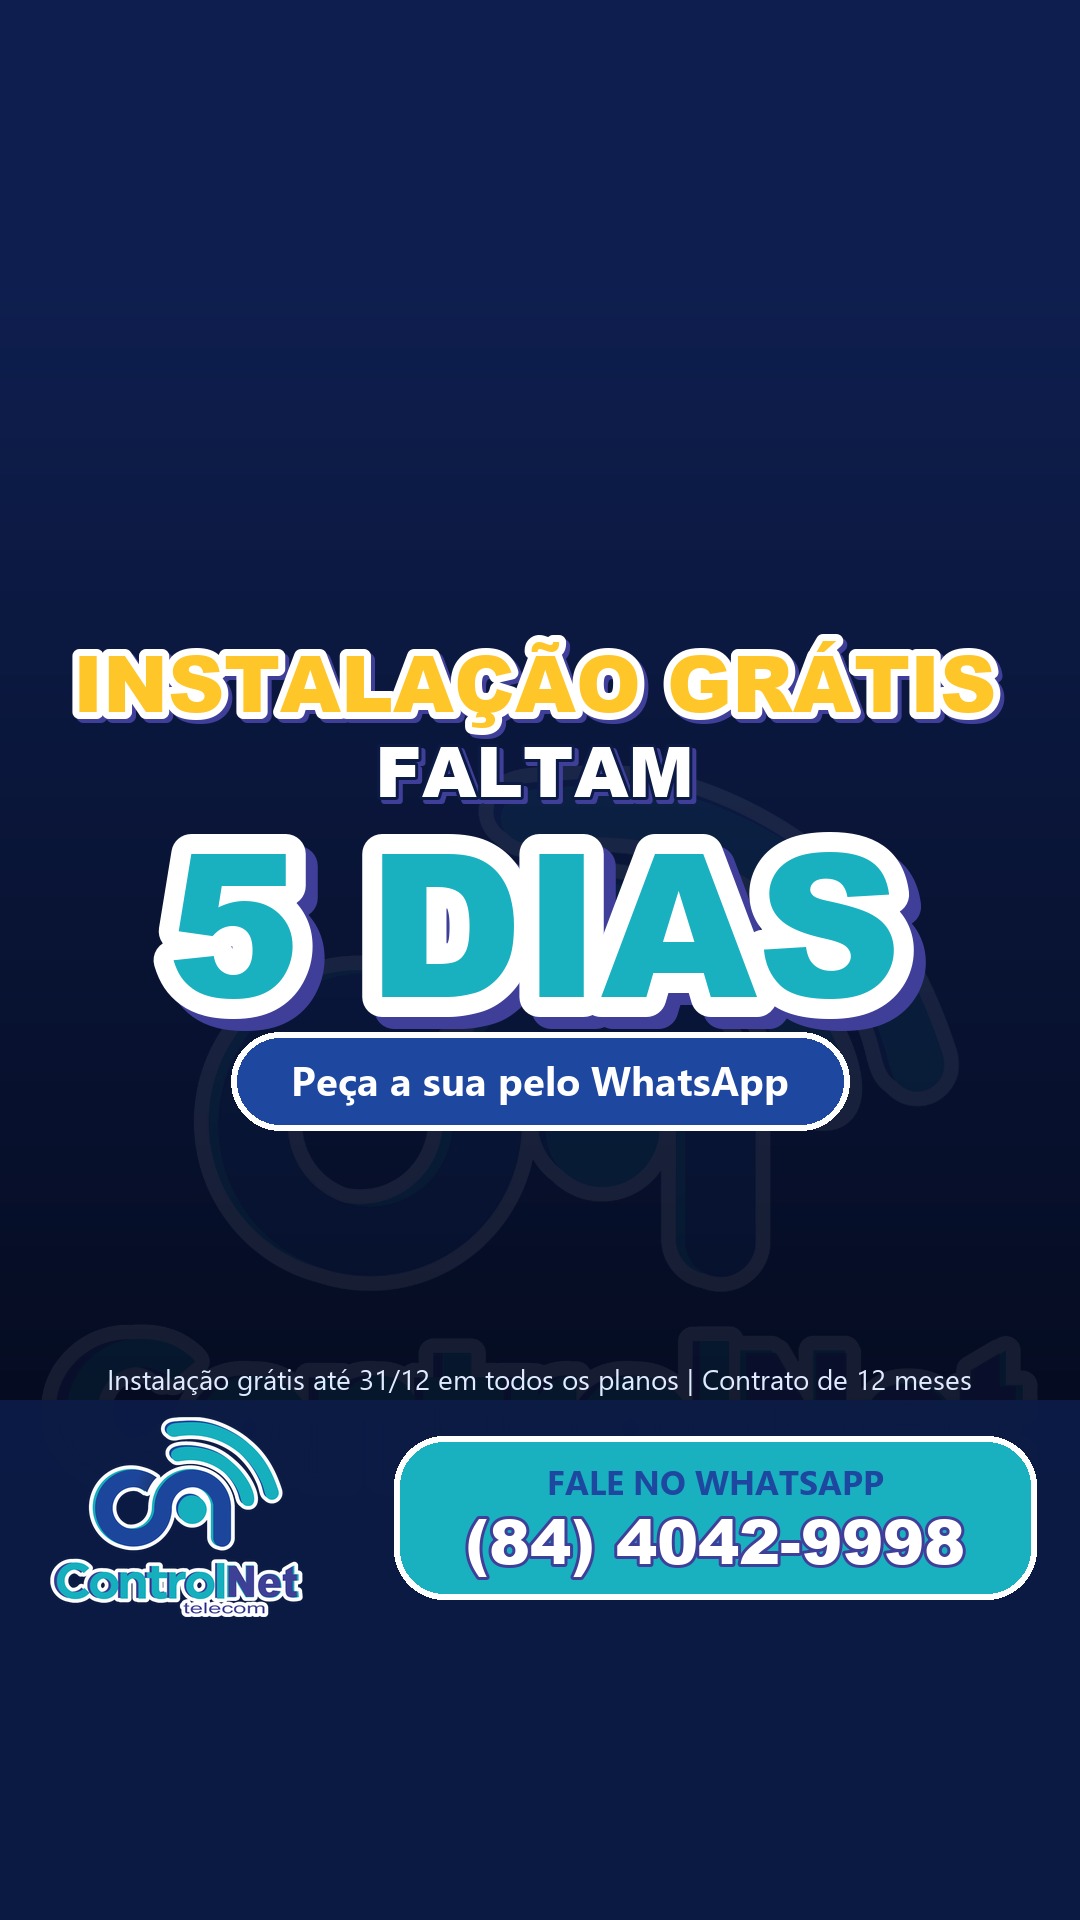 INSTALAÇÃO GRÁTIS
FALTAM
5 DIAS
Peça a sua pelo WhatsApp
Instalação grátis até 31/12 em todos os planos | Contrato de 12 meses
ControlNet
telecom
FALE NO WHATSAPP
(84) 4042-9998